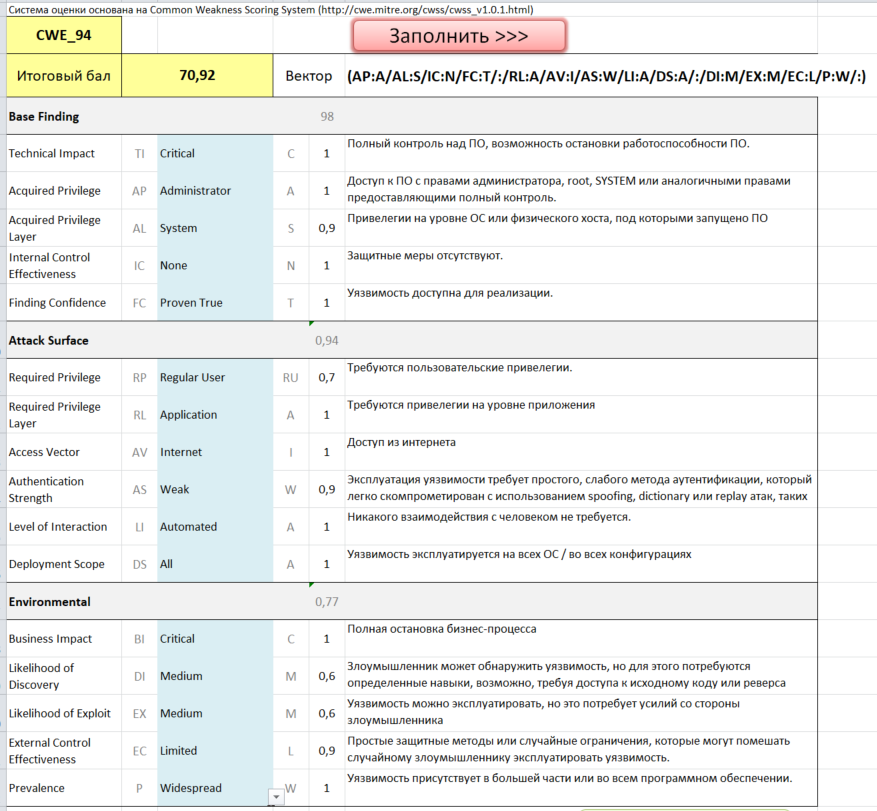 Система оценки основана на Common Weakness Scoring System (http://cwe.mitre.org/cwss/cwss_v1.0.1.html)
CWE_94
Заполнить >>>
Итоговый бал 70,92 Вектор (AP:A/AL:S/IC:N/FC:T/:/RL:A/AV:I/AS:W/LI:A/DS:A/:/DI:M/EX:M/EC:L/P:W/:)
Base Finding 98
Technical Impact TI Critical C 1 Полный контроль над ПО, возможность остановки работоспособности ПО.
Acquired Privilege AP Administrator A 1 Доступ к ПО с правами администратора, root, SYSTEM или аналогичными правами
предоставляющими полный контроль.
Acquired Privilege
Layer AL System S 0,9 Привелегии на уровне ОС или физического хоста, под которыми запущено ПО
Internal Control
Effectiveness IC None N 1 Защитные меры отсутствуют.
Finding Confidence FC Proven True T 1 Уязвимость доступна для реализации.
Attack Surface 0,94
Required Privilege RP Regular User RU 0,7 Требуются пользовательские привелегии.
Required Privilege
Layer RL Application A 1 Требуются привелегии на уровне приложения
Access Vector AV Internet I 1 Доступ из интернета
Authentication
Strength AS Weak W 0,9 Эксплуатация уязвимости требует простого, слабого метода аутентификации, который
легко скомпрометирован с использованием spoofing, dictionary или replay атак, таких
Level of Interaction LI Automated A 1 Никакого взаимодействия с человеком не требуется.
Deployment Scope DS All A 1 Уязвимость эксплуатируется на всех ОС / во всех конфигурациях
Environmental 0,77
Business Impact BI Critical C 1 Полная остановка бизнес-процесса
Likelihood of
Discovery DI Medium M 0,6 Злоумышленник может обнаружить уязвимость, но для этого потребуются
определенные навыки, возможно, требуя доступа к исходному коду или реверса
Likelihood of Exploit EX Medium M 0,6 Уязвимость можно эксплуатировать, но это потребует усилий со стороны
злоумышленника
External Control
Effectiveness EC Limited L 0,9 Простые защитные методы или случайные ограничения, которые могут помешать
случайному злоумышленнику эксплуатировать уязвимость.
Prevalence P Widespread W 1 Уязвимость присутствует в большей части или во всем программном обеспечении.